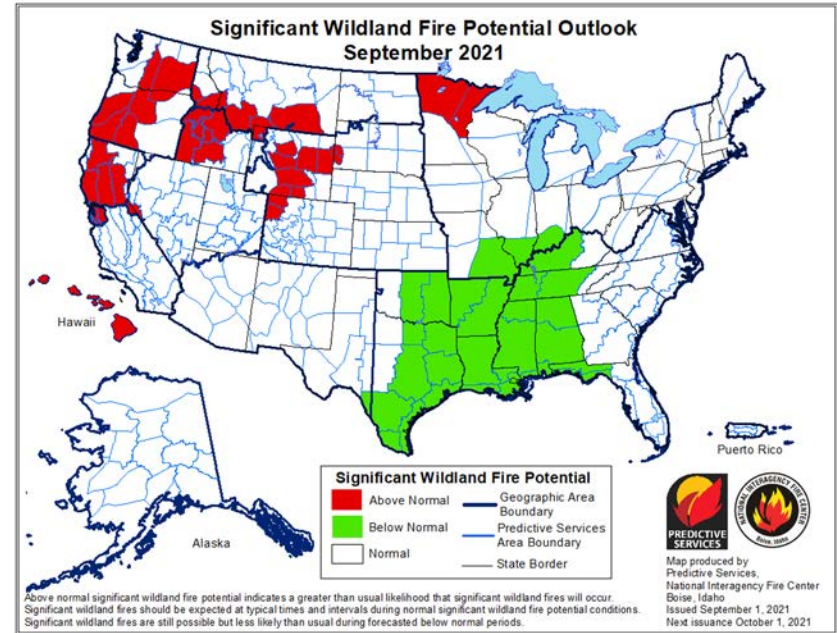 Significant Wildland Fire Potential Outlook
September 2021
Hawaii
Alaska
Puerto Rico
Significant Wildland Fire Potential
Above Normal
Below Normal
Normal
Geographic Area
Boundary
Predictive Services
Area Boundary
State Border
PREDICTIVE
SERVICES
NATIONAL INTERAGENCY FIRE CENTER
Boise, Idaho
Map produced by
Predictive Services,
National Interagency Fire Center
Boise, Idaho
Issued September 1, 2021
Next issuance October 1, 2021
Above normal significant wildland fire potential indicates a greater than usual likelihood that significant wildland fires will occur.
Significant wildland fires should be expected at typical times and intervals during normal significant wildland fire potential conditions.
Significant wildland fires are still possible but less likely than usual during forecasted below normal periods.